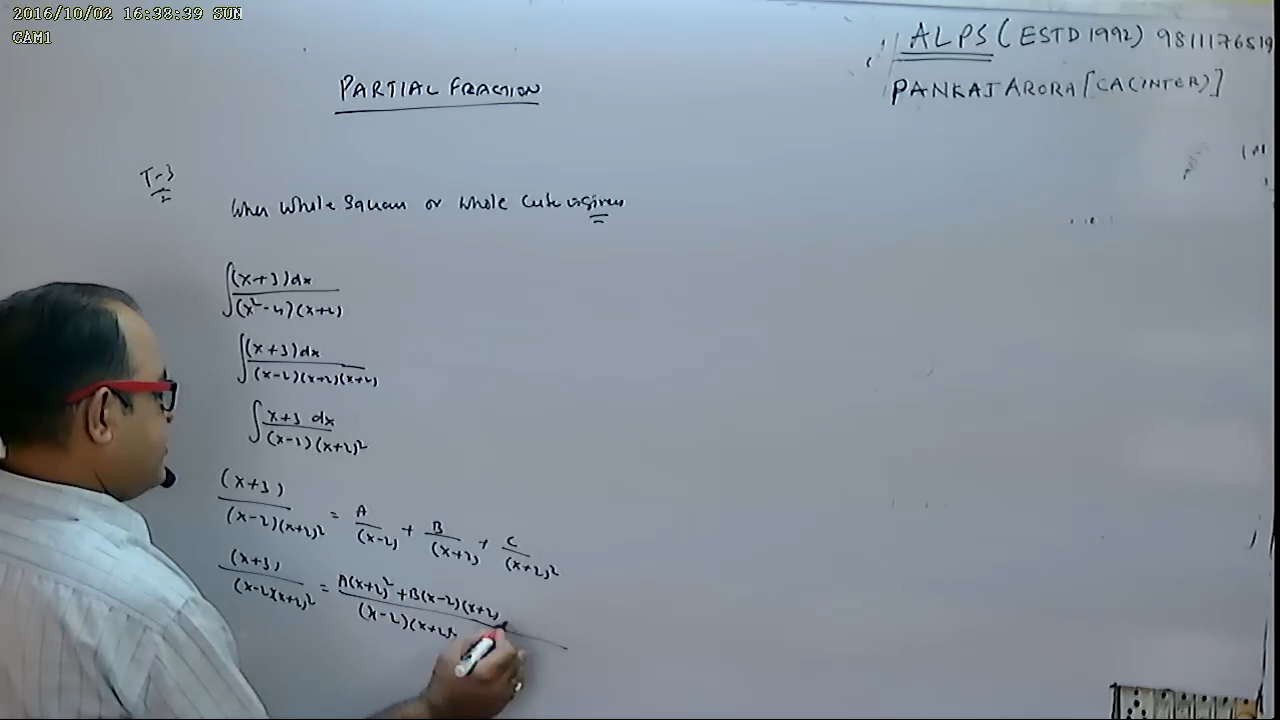 2016/10/02 16:38:39 SUN
CAM1
ALPS (ESTD 1992) 9811176519
PANKAJ ARORA [CA(INTER)]
PARTIAL FRACTION
T-3
When Whole Square or Whole Cube is given
∫(x+3)dx/(x²-4)(x+2)
∫(x+3)dx/(x-2)(x+2)(x+2)
∫x+3 dx/(x-2)(x+2)²
(x+3)/(x-2)(x+2)² = A/(x-2) + B/(x+2) + C/(x+2)²
(x+3)/(x-2)(x+2)² = A(x+2)²+B(x-2)(x+2)/(x-2)(x+2)²